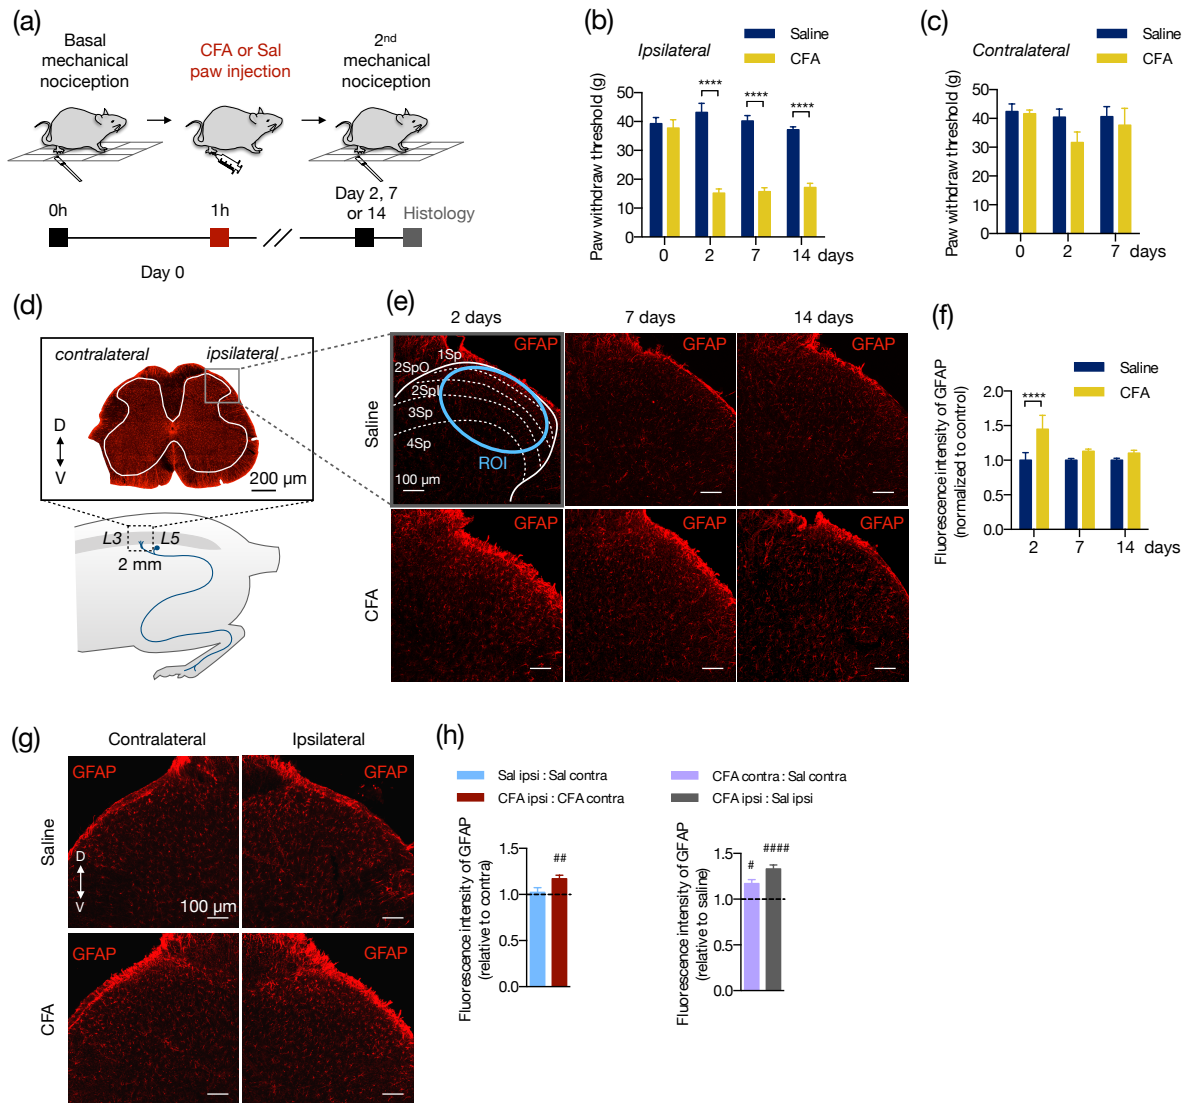 (a)
Basal
mechanical
nociception
CFA or Sal
paw injection
2nd
mechanical
nociception
0h
1h
Day 2, 7
or 14
Histology
Day 0
(b)
Ipsilateral
Saline
CFA
Paw withdraw threshold (g)
50
40
30
20
10
0
****
****
****
0 2 7 14 days
(c)
Contralateral
Saline
CFA
Paw withdraw threshold (g)
50
40
30
20
10
0
0 2 7 days
(d)
contralateral ipsilateral
D
V
200 µm
L3 L5
2 mm
(e)
2 days 7 days 14 days
Saline
GFAP
1Sp
2SpO
2SpI
3Sp
4Sp
ROI
100 µm
GFAP
GFAP
CFA
GFAP
GFAP
GFAP
(f)
Saline
CFA
Fluorescence intensity of GFAP
(normalized to control)
2.0
1.5
1.0
0.5
0.0
****
2 7 14 days
(g)
Contralateral Ipsilateral
Saline
GFAP GFAP
D
V
100 µm
CFA
GFAP GFAP
(h)
Sal ipsi : Sal contra
CFA ipsi : CFA contra
Fluorescence intensity of GFAP
(relative to contra)
1.5
1.0
0.5
0.0
##
CFA contra : Sal contra
CFA ipsi : Sal ipsi
Fluorescence intensity of GFAP
(relative to saline)
1.5
1.0
0.5
0.0
#
####